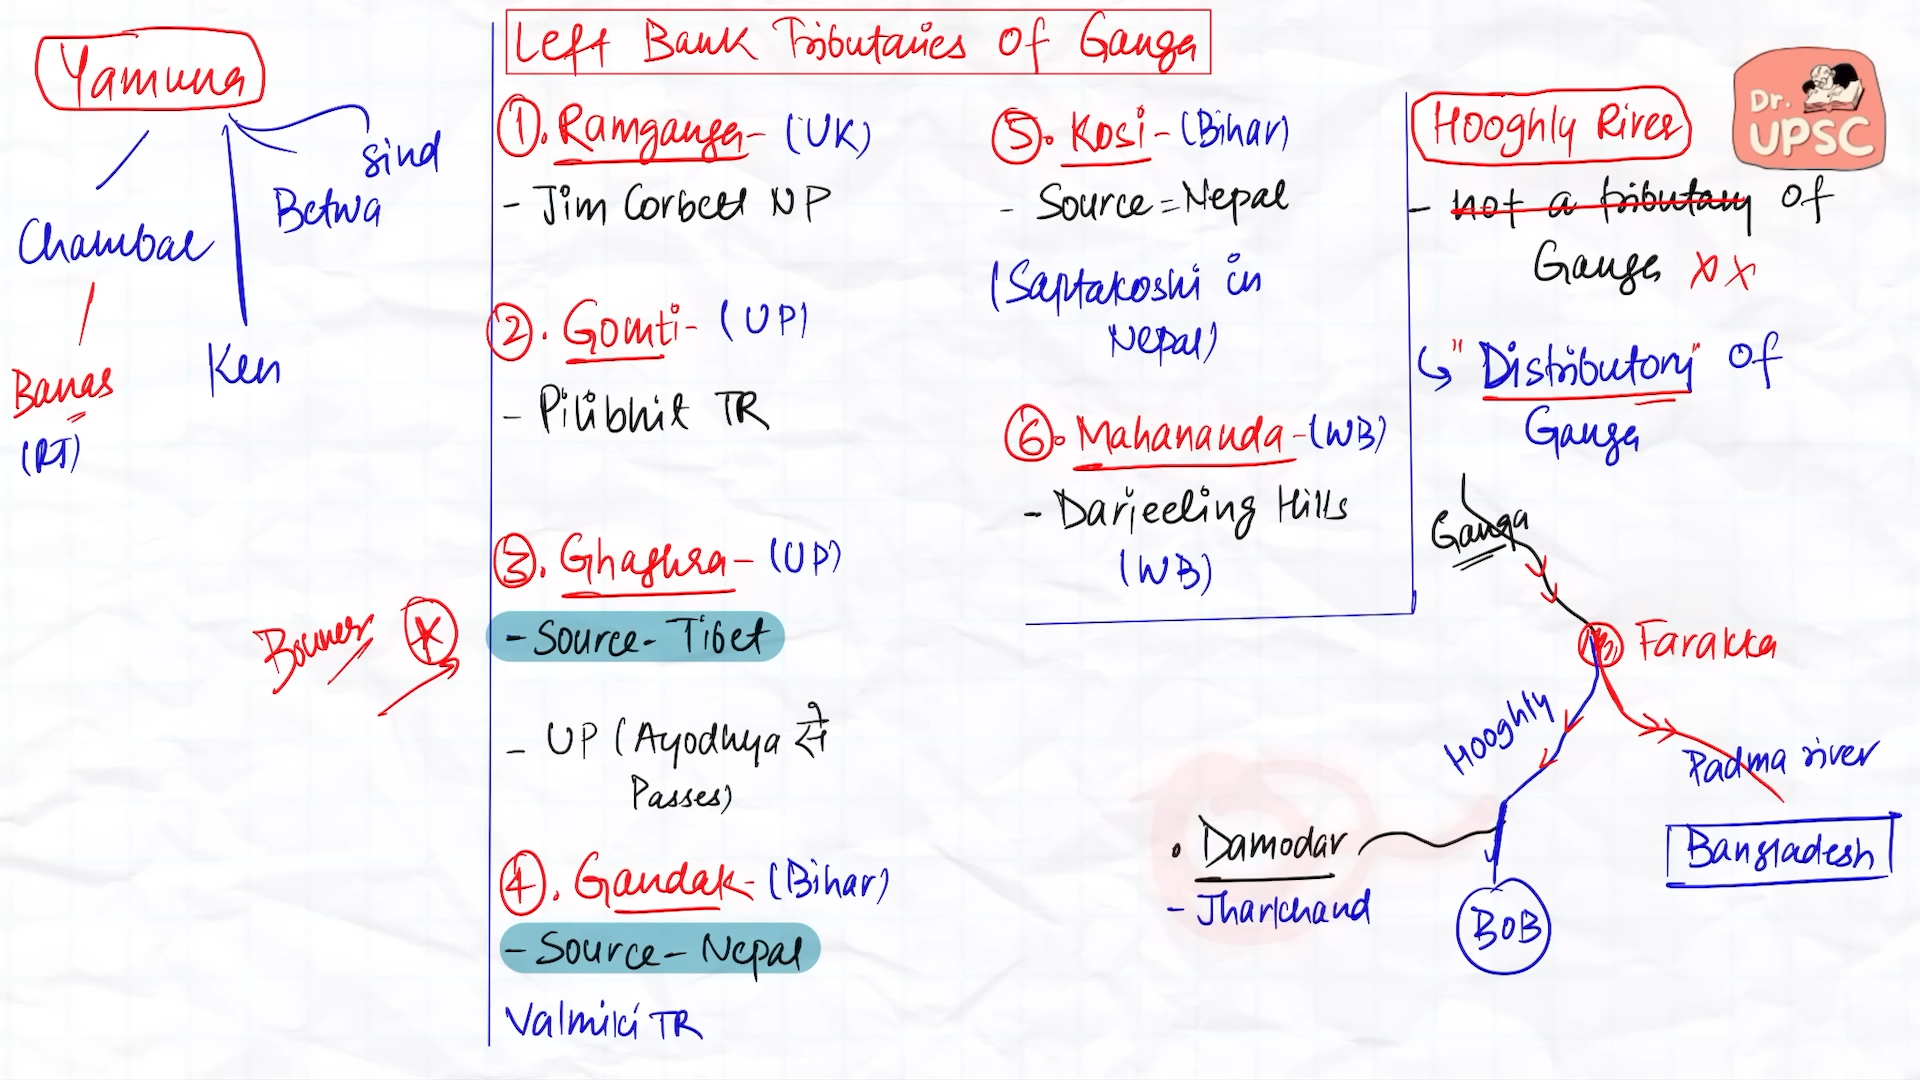 Yamuna
Chambal
Banas
(RT)
Ken
Betwa
sind
Left Bank Tributaries Of Ganga
①. Ramganga - (UK)
- Jim Corbett NP
②. Gomti - (UP)
- Pilibhit TR
③. Ghaghra - (UP)
- Source - Tibet
- UP (Ayodhya से
Passes)
④. Gandak - (Bihar)
- Source - Nepal
Valmiki TR
⑤. Kosi - (Bihar)
- Source = Nepal
(Saptakoshi in
Nepal)
⑥. Mahananda - (WB)
- Darjeeling Hills
(WB)
Hooghly River
- not a tributary of
Ganga xx
↳ "Distributory" of
Ganga
Ganga
Farakka
Hooghly
Padma river
Bangladesh
• Damodar
- Jharkhand
BOB
Dr.
UPSC